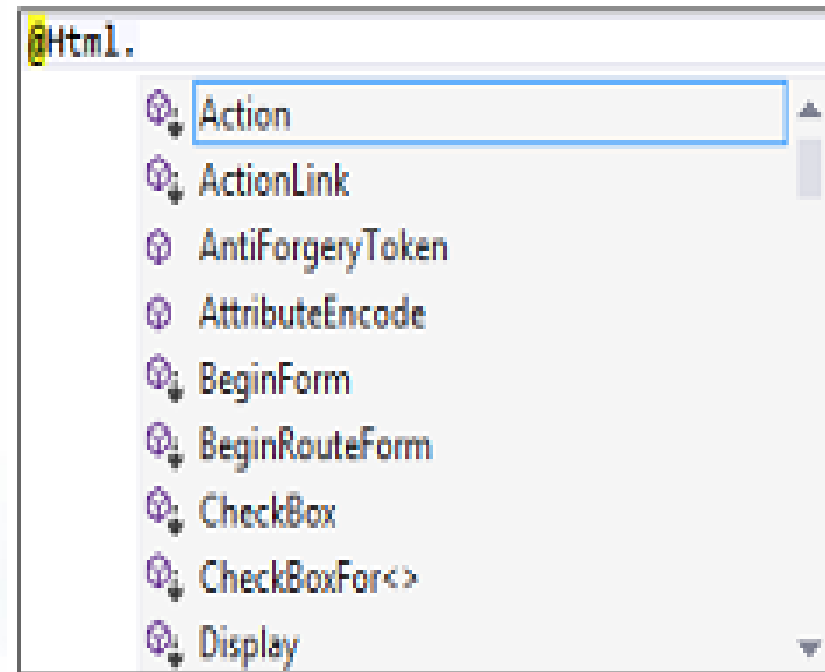 @Html.
Action
ActionLink
AntiForgeryToken
AttributeEncode
BeginForm
BeginRouteForm
CheckBox
CheckBoxFor<>
Display